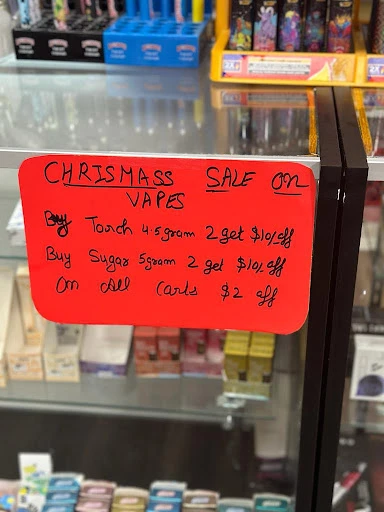 CHRISMASS SALE ON
VAPES
Buy Torch 4.5gram 2 get $10/- off
Buy Sugar 5gram 2 get $10/- off
On all Carts $2 off